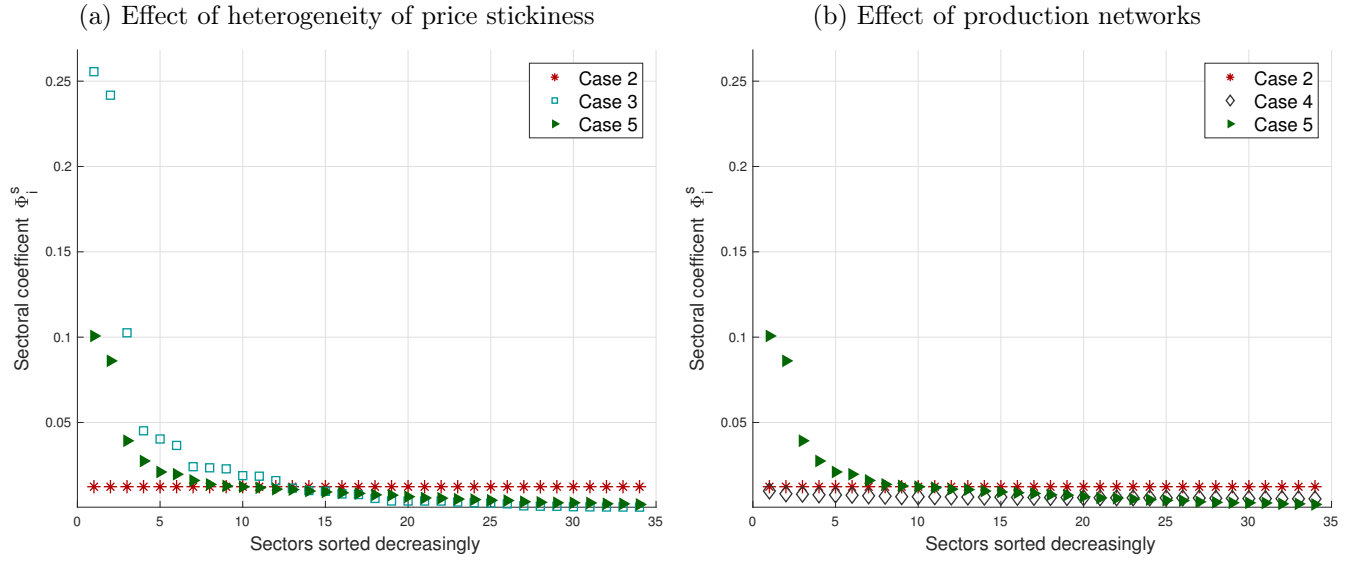 (a) Effect of heterogeneity of price stickiness
0.25
0.2
0.15
0.1
0.05
0
5
10
15
20
25
30
35
Sectoral coefficent Φ_i^s
Sectors sorted decreasingly
Case 2
Case 3
Case 5
(b) Effect of production networks
0.25
0.2
0.15
0.1
0.05
0
5
10
15
20
25
30
35
Sectoral coefficent Φ_i^s
Sectors sorted decreasingly
Case 2
Case 4
Case 5